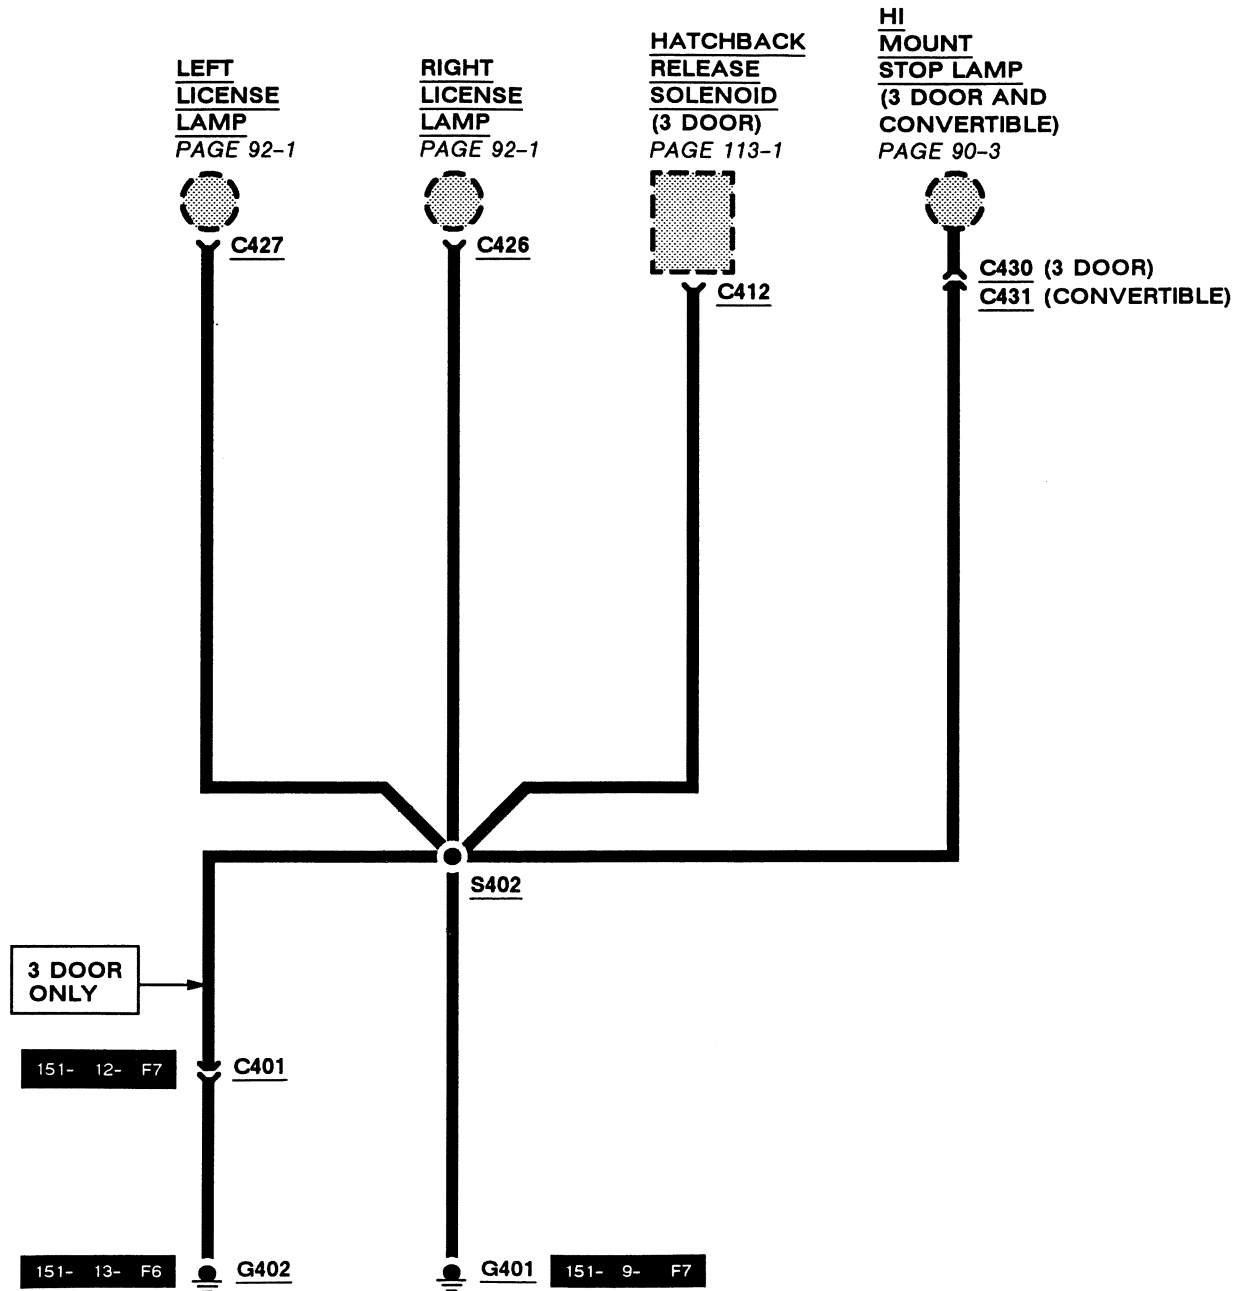 LEFT
LICENSE
LAMP
PAGE 92-1
RIGHT
LICENSE
LAMP
PAGE 92-1
HATCHBACK
RELEASE
SOLENOID
(3 DOOR)
PAGE 113-1
HI
MOUNT
STOP LAMP
(3 DOOR AND
CONVERTIBLE)
PAGE 90-3
C427
C426
C412
C430 (3 DOOR)
C431 (CONVERTIBLE)
S402
3 DOOR
ONLY
151- 12- F7
C401
151- 13- F6
G402
G401
151- 9- F7